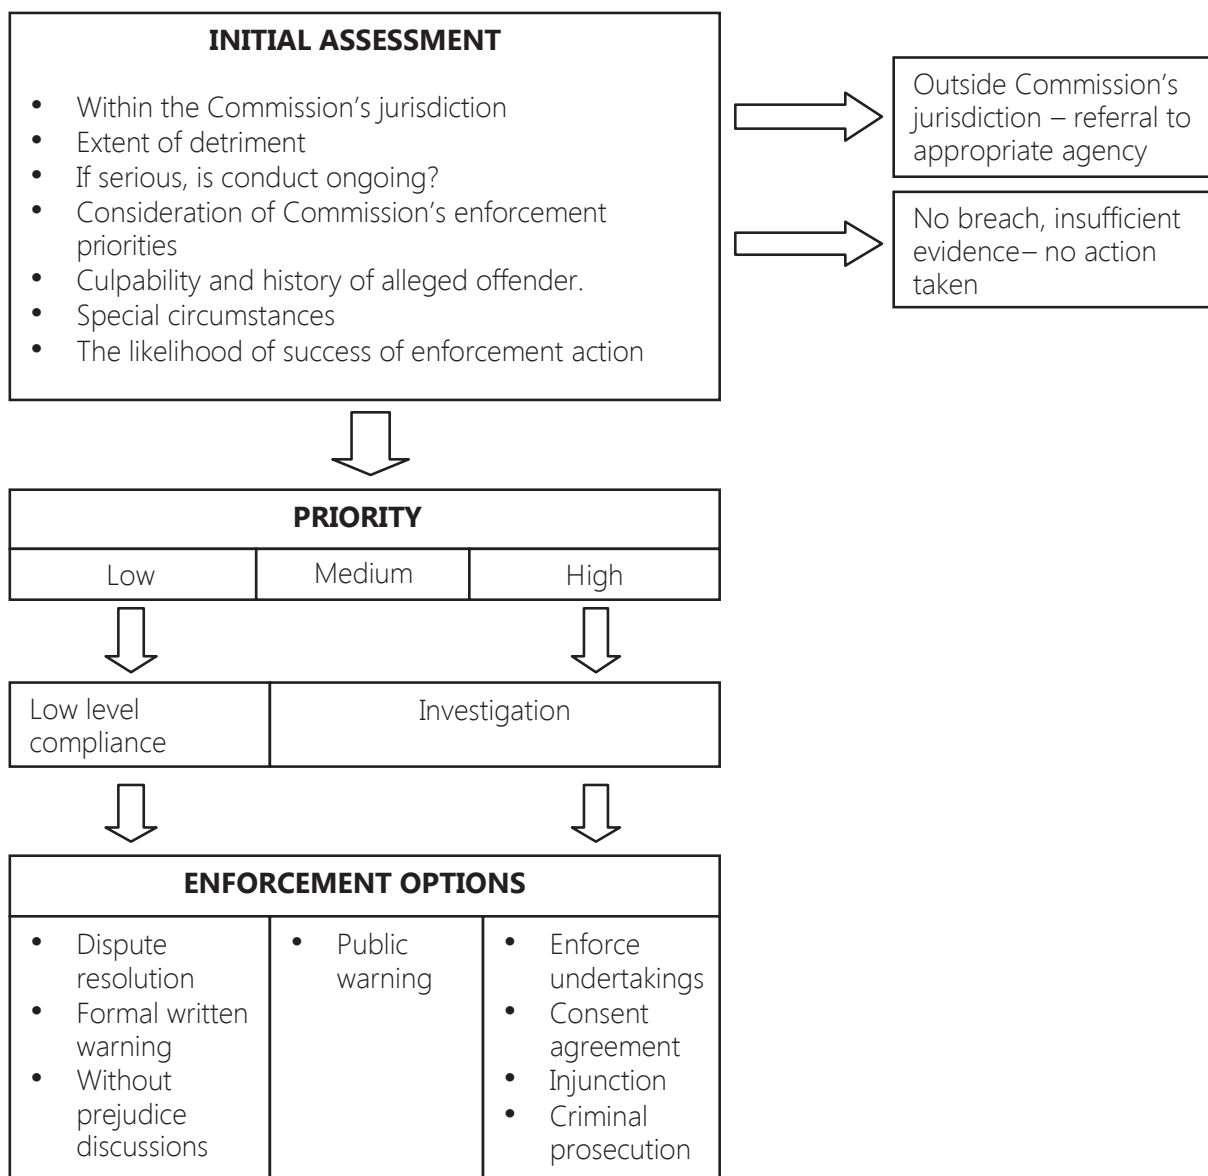 INITIAL ASSESSMENT
• Within the Commission’s jurisdiction
• Extent of detriment
• If serious, is conduct ongoing?
• Consideration of Commission’s enforcement
priorities
• Culpability and history of alleged offender.
• Special circumstances
• The likelihood of success of enforcement action
Outside Commission’s
jurisdiction – referral to
appropriate agency
No breach, insufficient
evidence– no action
taken
PRIORITY
Low
Medium
High
Low level
compliance
Investigation
ENFORCEMENT OPTIONS
• Dispute
resolution
• Formal written
warning
• Without
prejudice
discussions
• Public
warning
• Enforce
undertakings
• Consent
agreement
• Injunction
• Criminal
prosecution